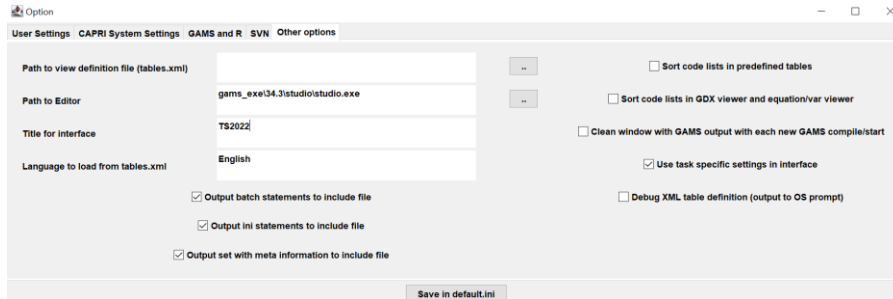 Option
User Settings CAPRI System Settings GAMS and R SVN Other options
Path to view definition file (tables.xml) .. Sort code lists in predefined tables
Path to Editor gams_exe\34.3\studio\studio.exe .. Sort code lists in GDX viewer and equation/var viewer
Title for interface TS2022 Clean window with GAMS output with each new GAMS compile/start
Language to load from tables.xml English Use task specific settings in interface
Output batch statements to include file Debug XML table definition (output to OS prompt)
Output ini statements to include file
Output set with meta information to include file
Save in default.ini